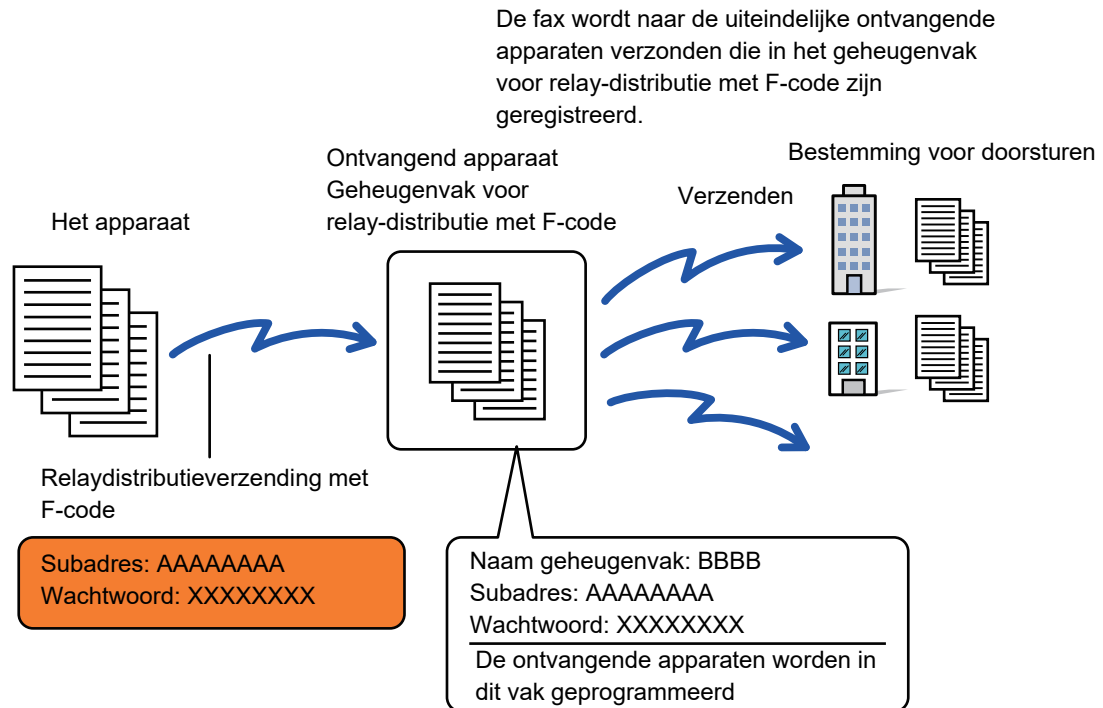 De fax wordt naar de uiteindelijke ontvangende
apparaten verzonden die in het geheugenvak
voor relay-distributie met F-code zijn
geregistreerd.
Ontvangend apparaat
Geheugenvak voor
relay-distributie met F-code
Bestemming voor doorsturen
Verzenden
Het apparaat
Relaydistributieverzending met
F-code
Subadres: AAAAAAAA
Wachtwoord: XXXXXXXX
Naam geheugenvak: BBBB
Subadres: AAAAAAAA
Wachtwoord: XXXXXXXX
De ontvangende apparaten worden in
dit vak geprogrammeerd